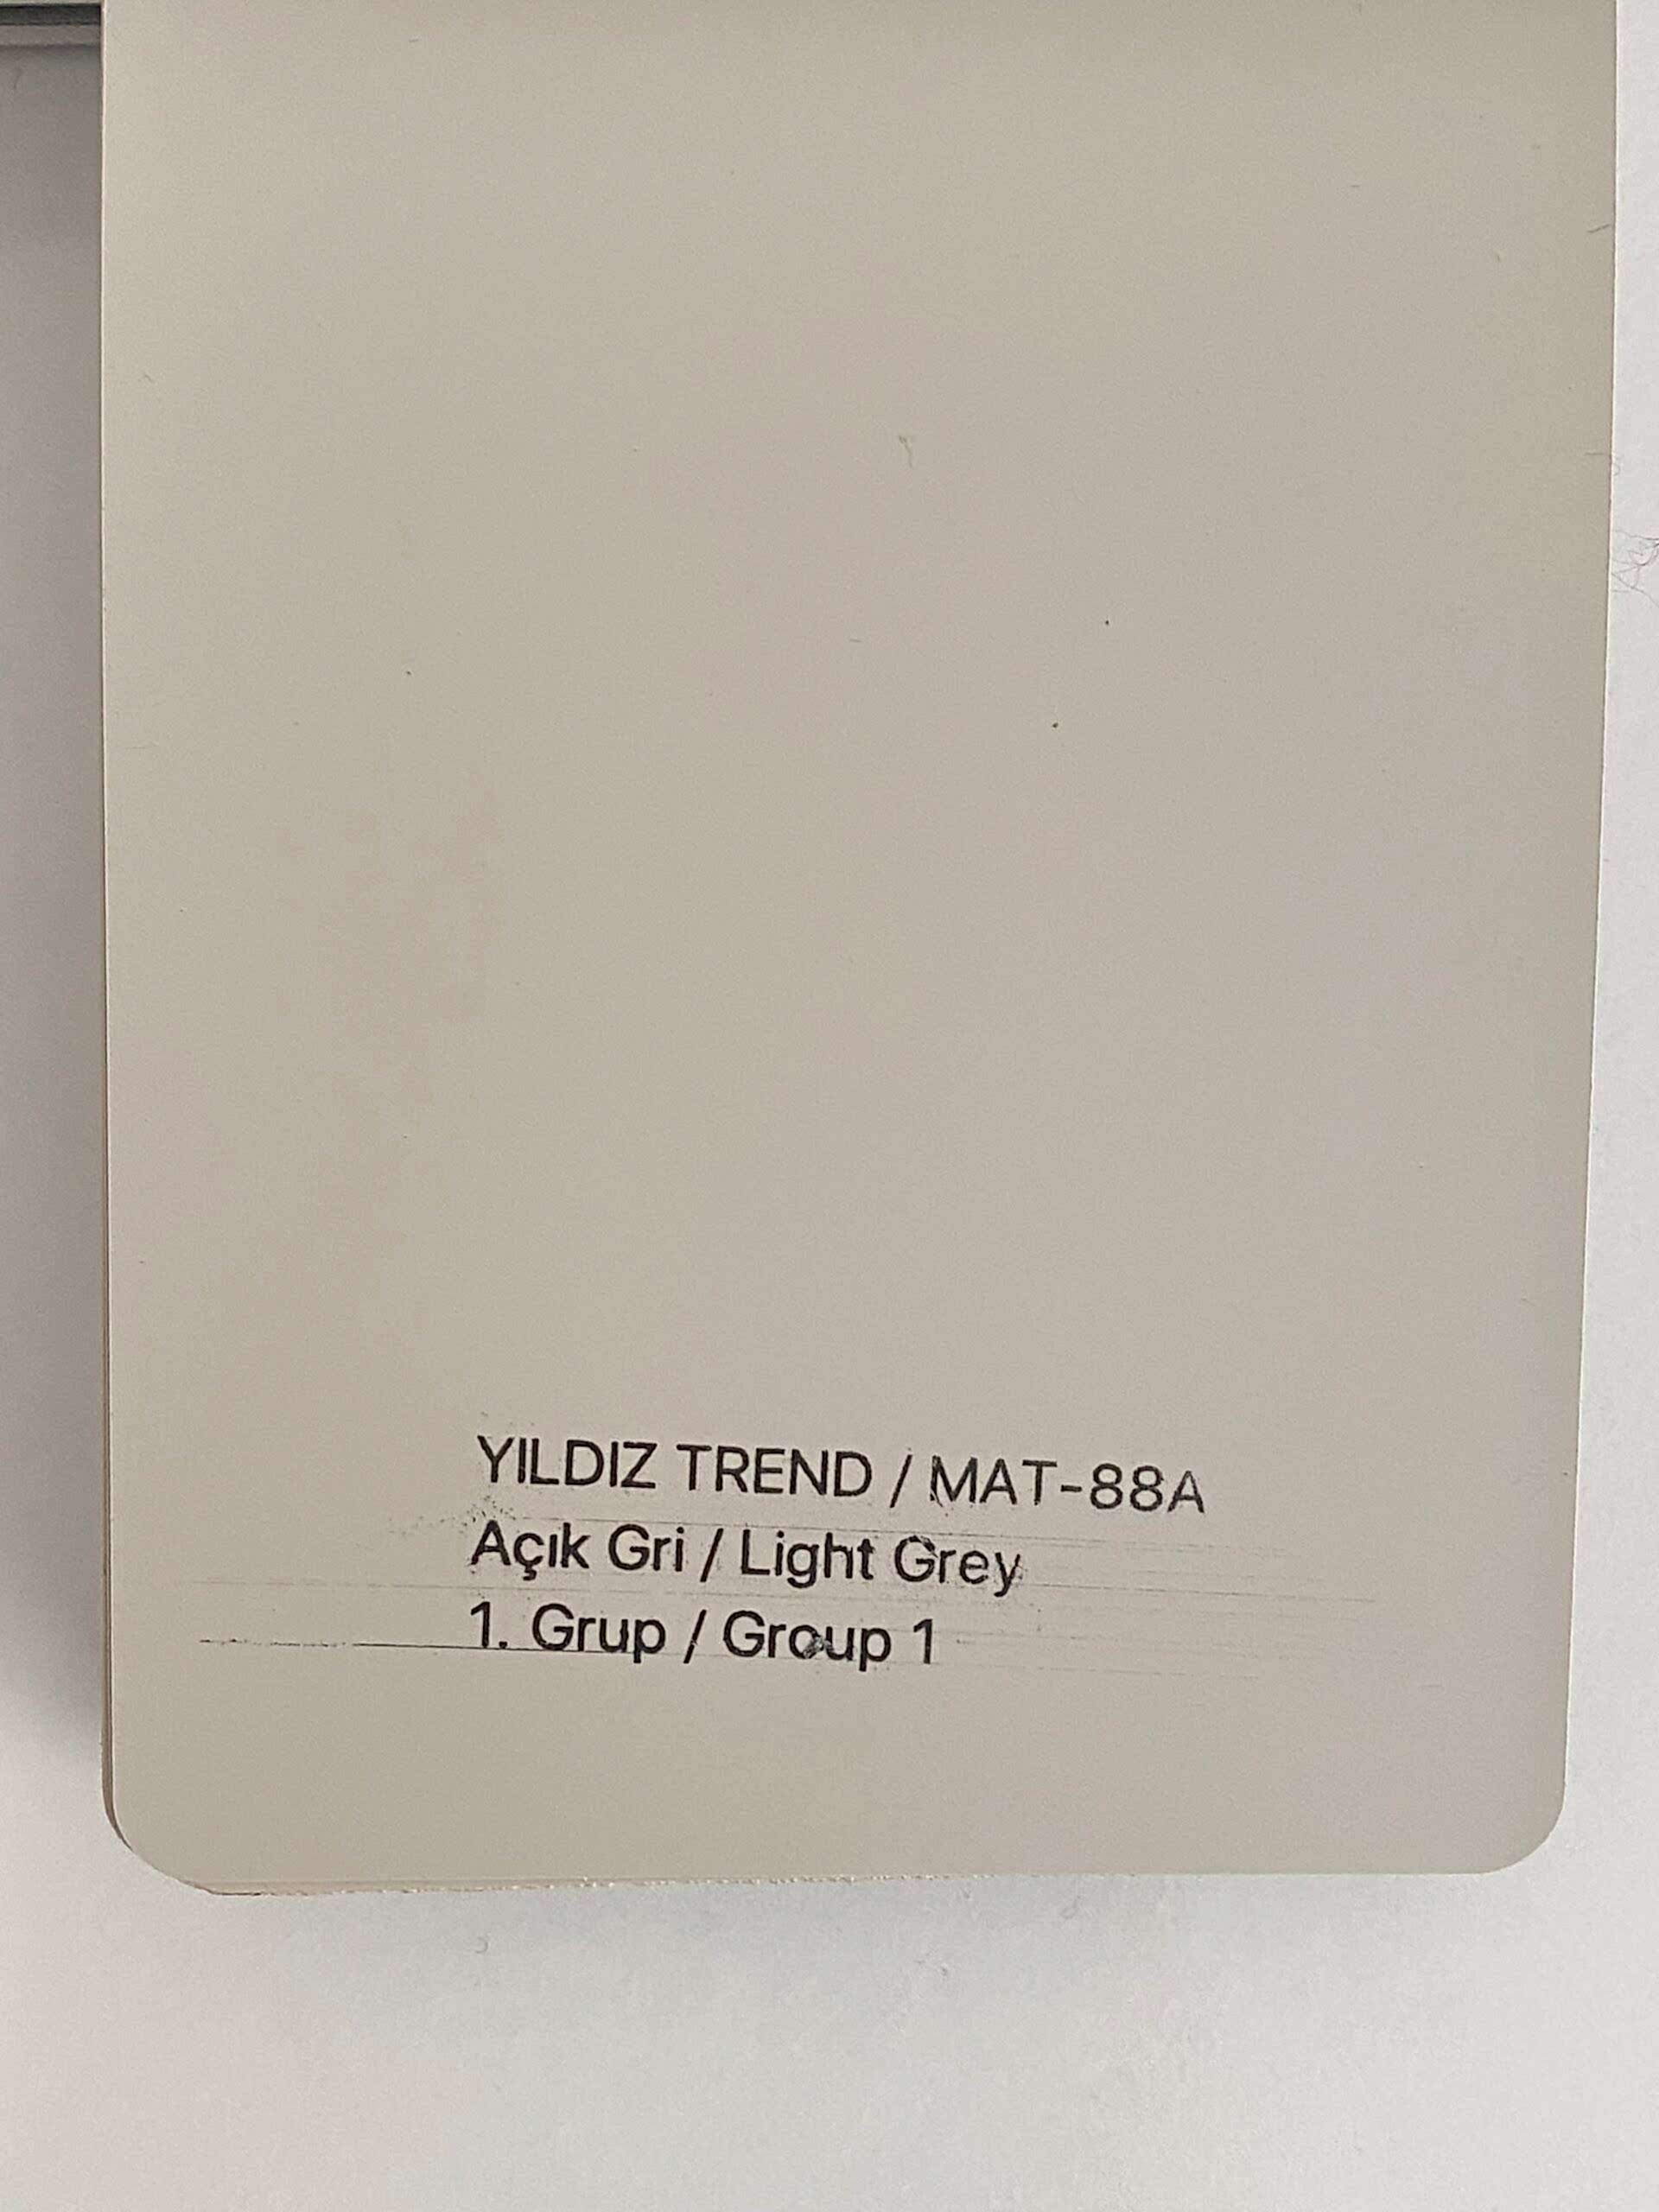 YILDIZ TREND / MAT-88A
Açık Gri / Light Grey
1. Grup / Group 1